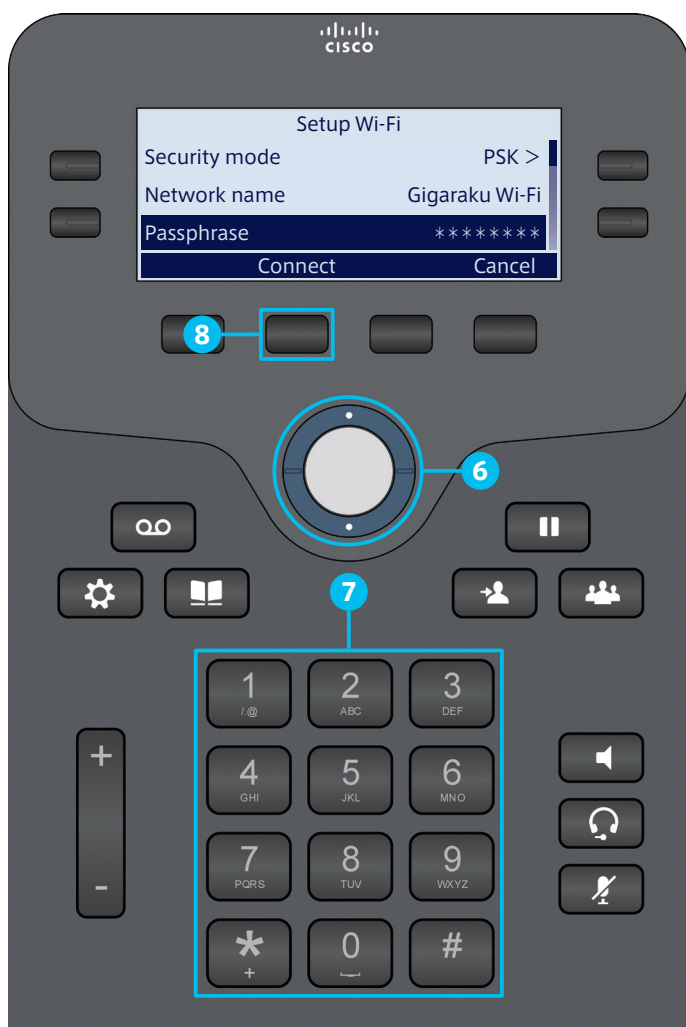 CISCO
Setup Wi-Fi
Security mode PSK >
Network name Gigaraku Wi-Fi
Passphrase ********
Connect Cancel
8
6
7
1 2 3
/.@ ABC DEF
+ 4 5 6
GHI JKL MNO
7 8 9
PQRS TUV WXYZ
-
* 0 #
+